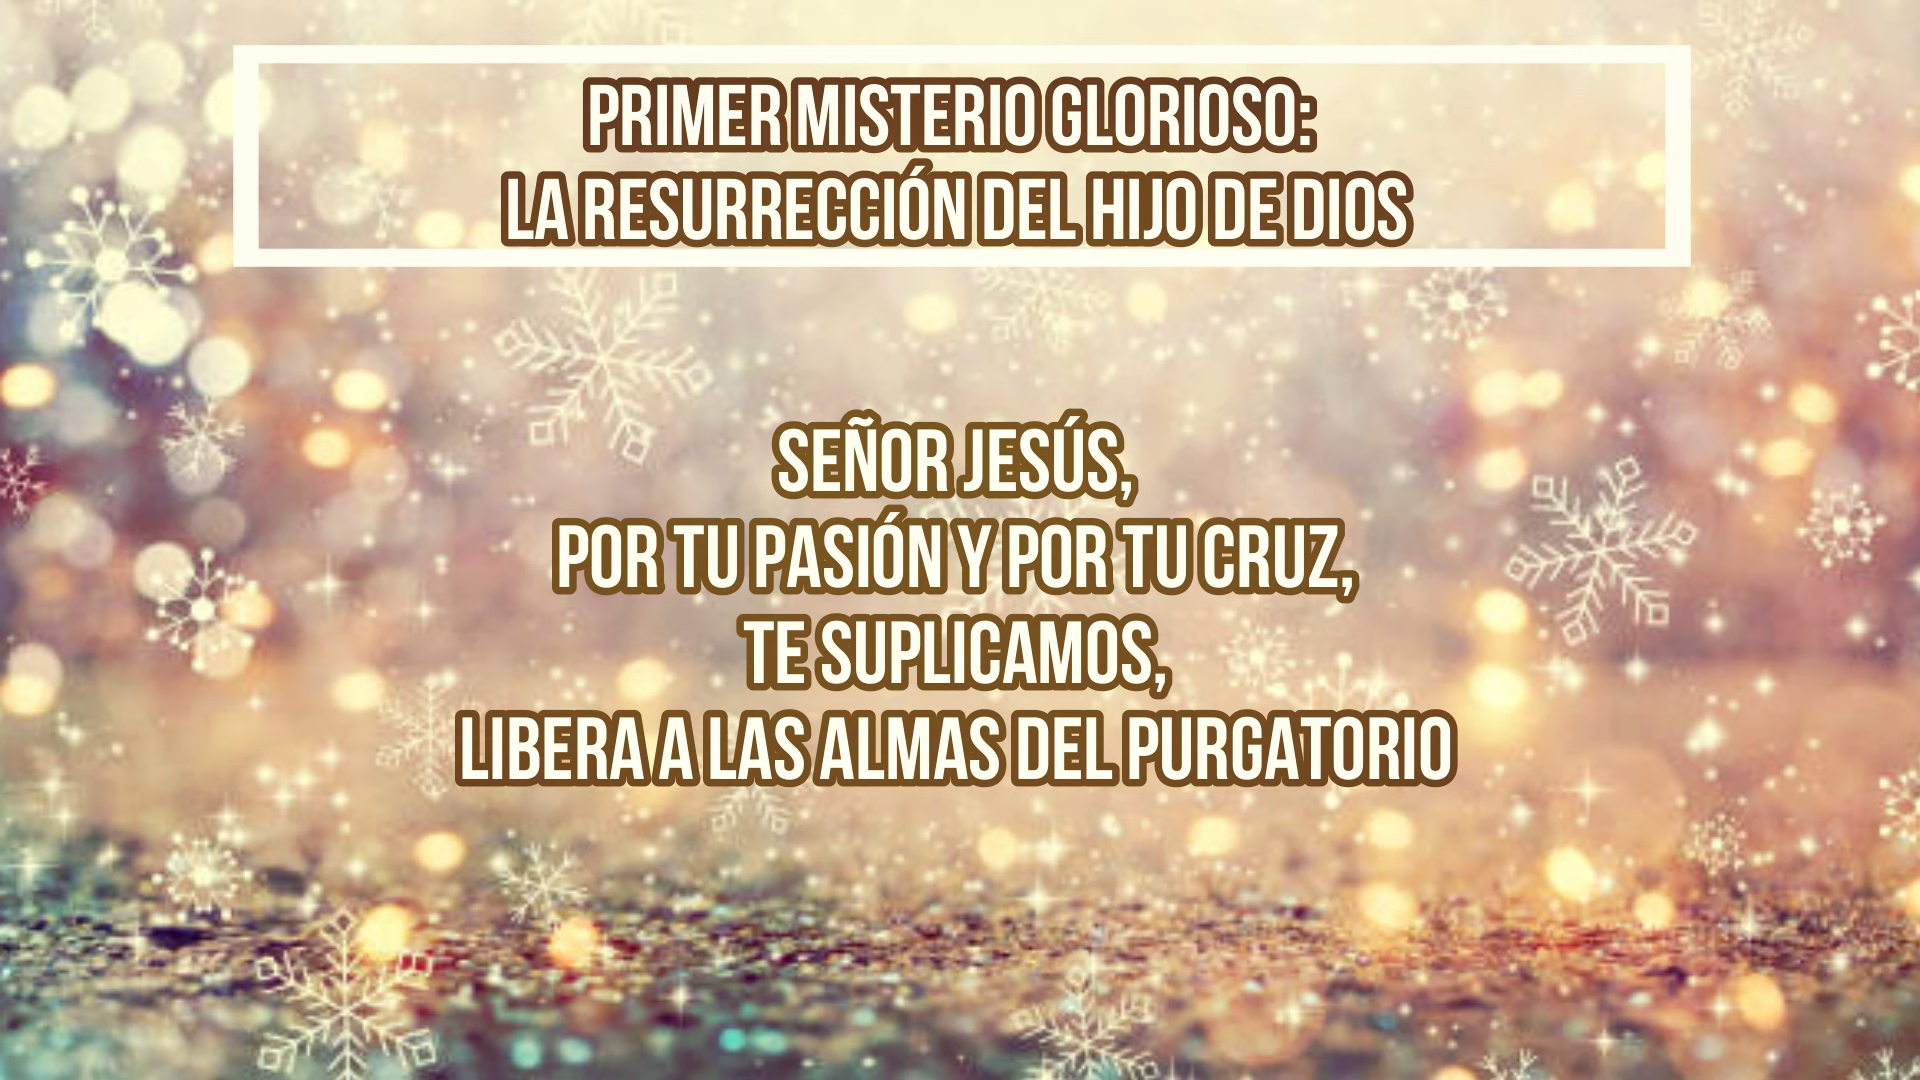 PRIMER MISTERIO GLORIOSO:
LA RESURRECCIÓN DEL HIJO DE DIOS
SEÑOR JESÚS,
POR TU PASIÓN Y POR TU CRUZ,
TE SUPLICAMOS,
LIBERA A LAS ALMAS DEL PURGATORIO